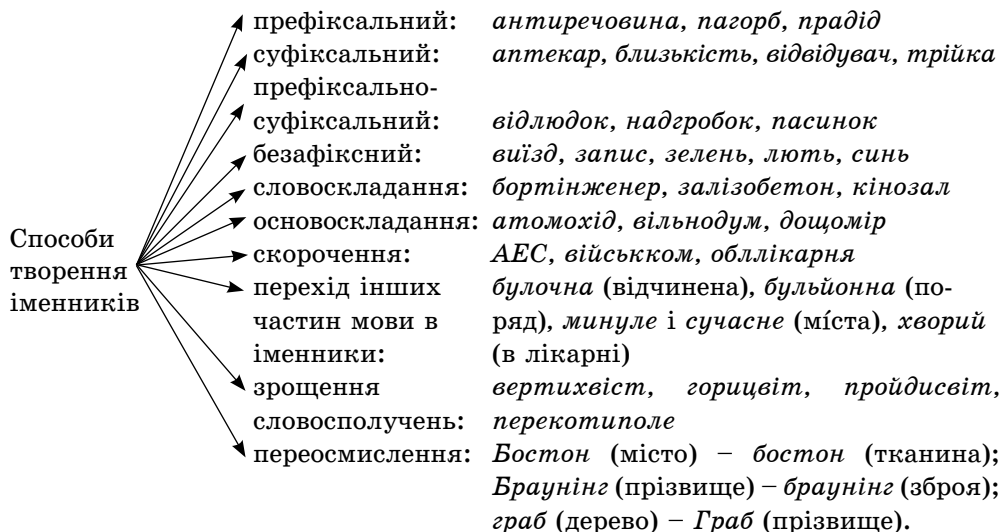 префіксальний: антиречовина, пагорб, прадід
суфіксальний: аптекар, близькість, відвідувач, трійка
префіксально-
суфіксальний: відлюдок, надгробок, пасинок
безафіксний: виїзд, запис, зелень, лють, синь
словоскладання: бортінженер, залізобетон, кінозал
основоскладання: атомохід, вільнодум, дощомір
Способи
творення
іменників
скорочення: АЕС, військком, обллікарня
перехід інших булочна (відчинена), бульйонна (по-
частин мови в ряд), минуле і сучасне (мíста), хворий
іменники: (в лікарні)
зрощення вертихвіст, горицвіт, пройдисвіт,
словосполучень: перекотиполе
переосмислення: Бостон (місто) – бостон (тканина);
Браунінг (прізвище) – браунінг (зброя);
граб (дерево) – Граб (прізвище).